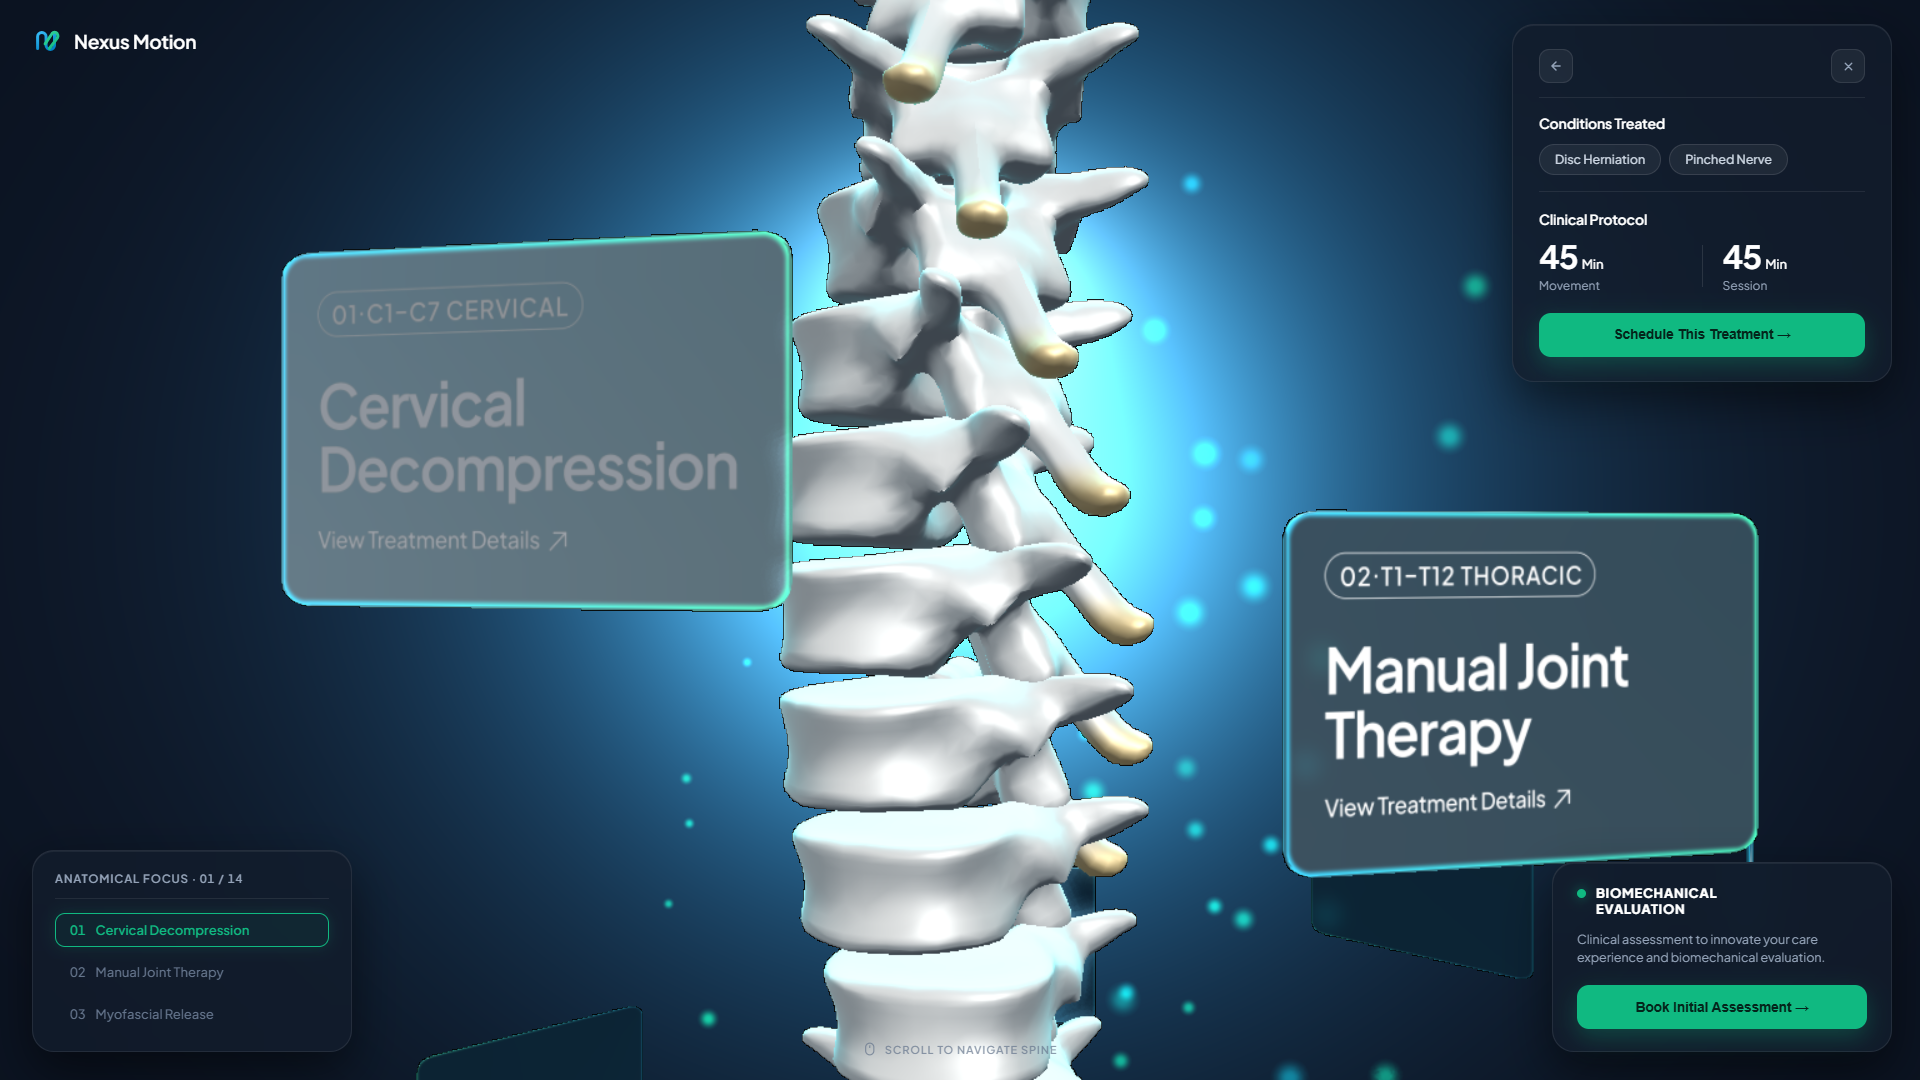 Nexus Motion
01·C1–C7 CERVICAL
Cervical
Decompression
View Treatment Details ↗
Conditions Treated
Disc Herniation
Pinched Nerve
Clinical Protocol
45 Min
Movement
45 Min
Session
Schedule This Treatment →
02·T1–T12 THORACIC
Manual Joint
Therapy
View Treatment Details ↗
ANATOMICAL FOCUS · 01 / 14
01 Cervical Decompression
02 Manual Joint Therapy
03 Myofascial Release
SCROLL TO NAVIGATE SPINE
BIOMECHANICAL
EVALUATION
Clinical assessment to innovate your care
experience and biomechanical evaluation.
Book Initial Assessment →